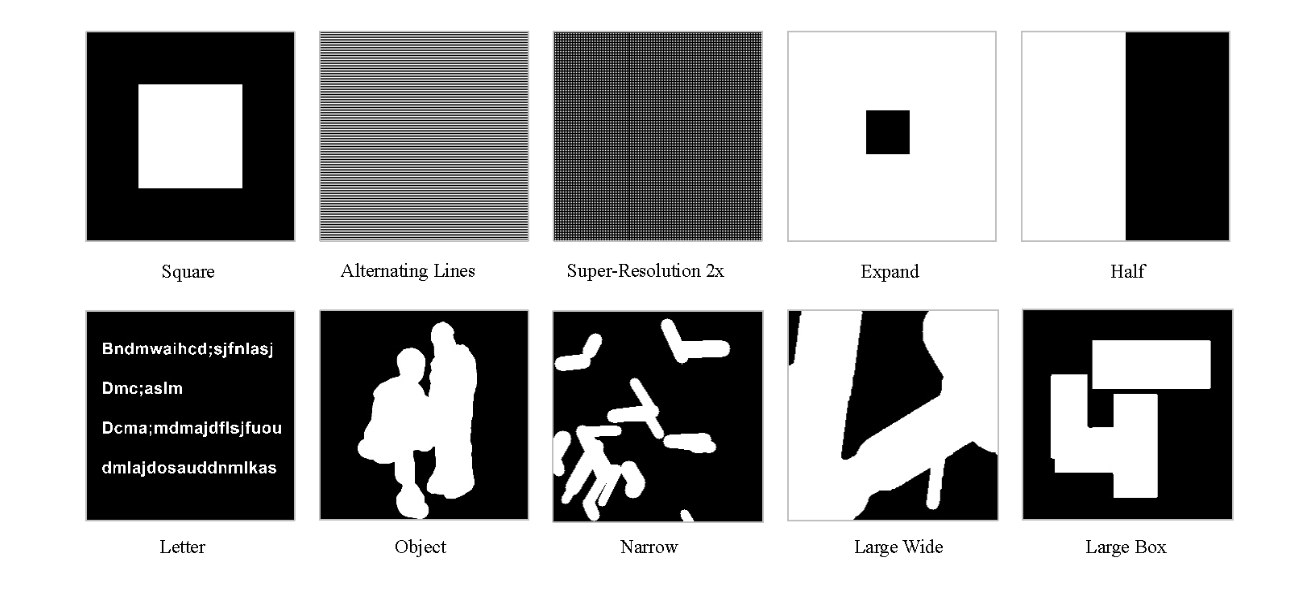 Square
Alternating Lines
Super-Resolution 2x
Expand
Half
Bndmwaihcd;sjfnlasj
Dmc;aslm
Dcma;mdmajdflsjfuou
dmlajdosauddnmlkas
Letter
Object
Narrow
Large Wide
Large Box